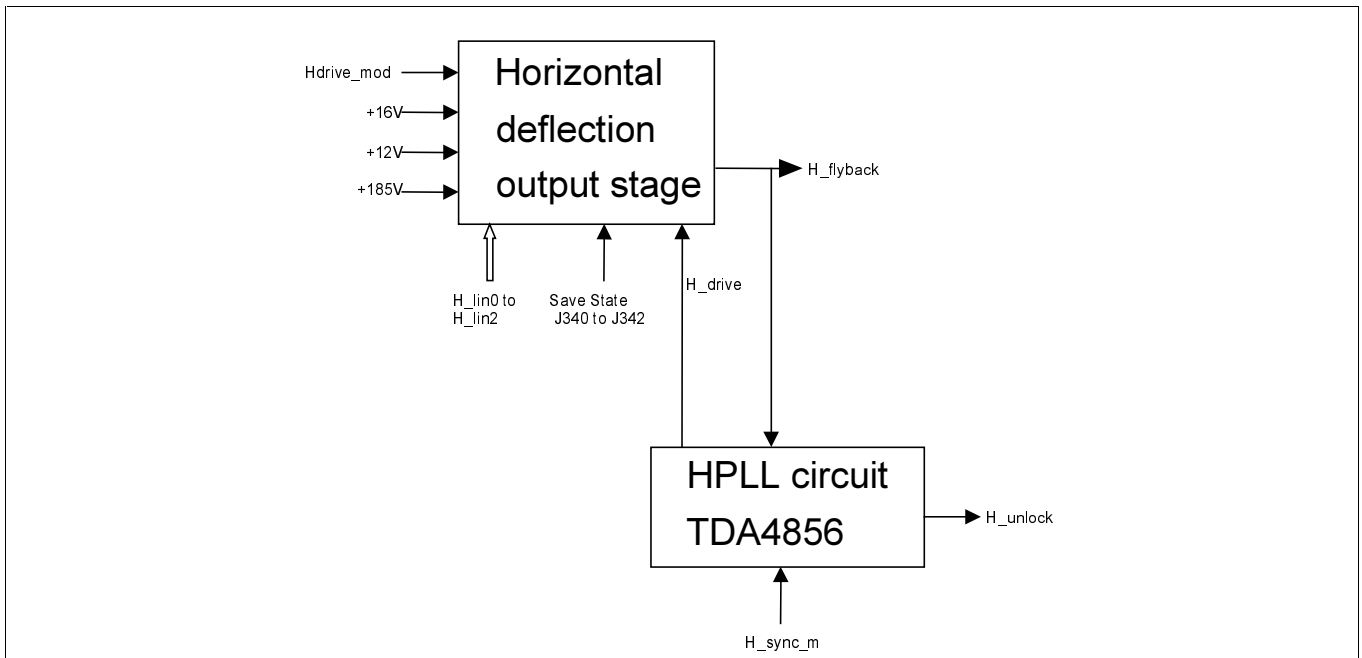 Horizontal
deflection
output stage
Hdrive_mod
+16V
+12V
+185V
H_flyback
H_lin0 to
H_lin2
Save State
J340 to J342
H_drive
HPLL circuit
TDA4856
H_unlock
H_sync_m